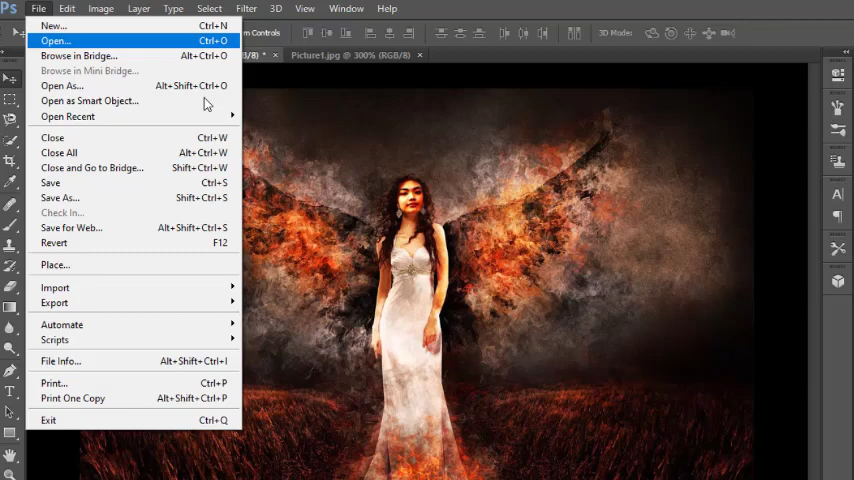 Ps File Edit Image Layer Type Select Filter 3D View Window Help
Controls 3D Mode:
/8) * × Picture1.jpg @ 300% (RGB/8) ×
New... Ctrl+N
Open... Ctrl+O
Browse in Bridge... Alt+Ctrl+O
Browse in Mini Bridge...
Open As... Alt+Shift+Ctrl+O
Open as Smart Object...
Open Recent
Close Ctrl+W
Close All Alt+Ctrl+W
Close and Go to Bridge... Shift+Ctrl+W
Save Ctrl+S
Save As... Shift+Ctrl+S
Check In...
Save for Web... Alt+Shift+Ctrl+S
Revert F12
Place...
Import
Export
Automate
Scripts
File Info... Alt+Shift+Ctrl+I
Print... Ctrl+P
Print One Copy Alt+Shift+Ctrl+P
Exit Ctrl+Q